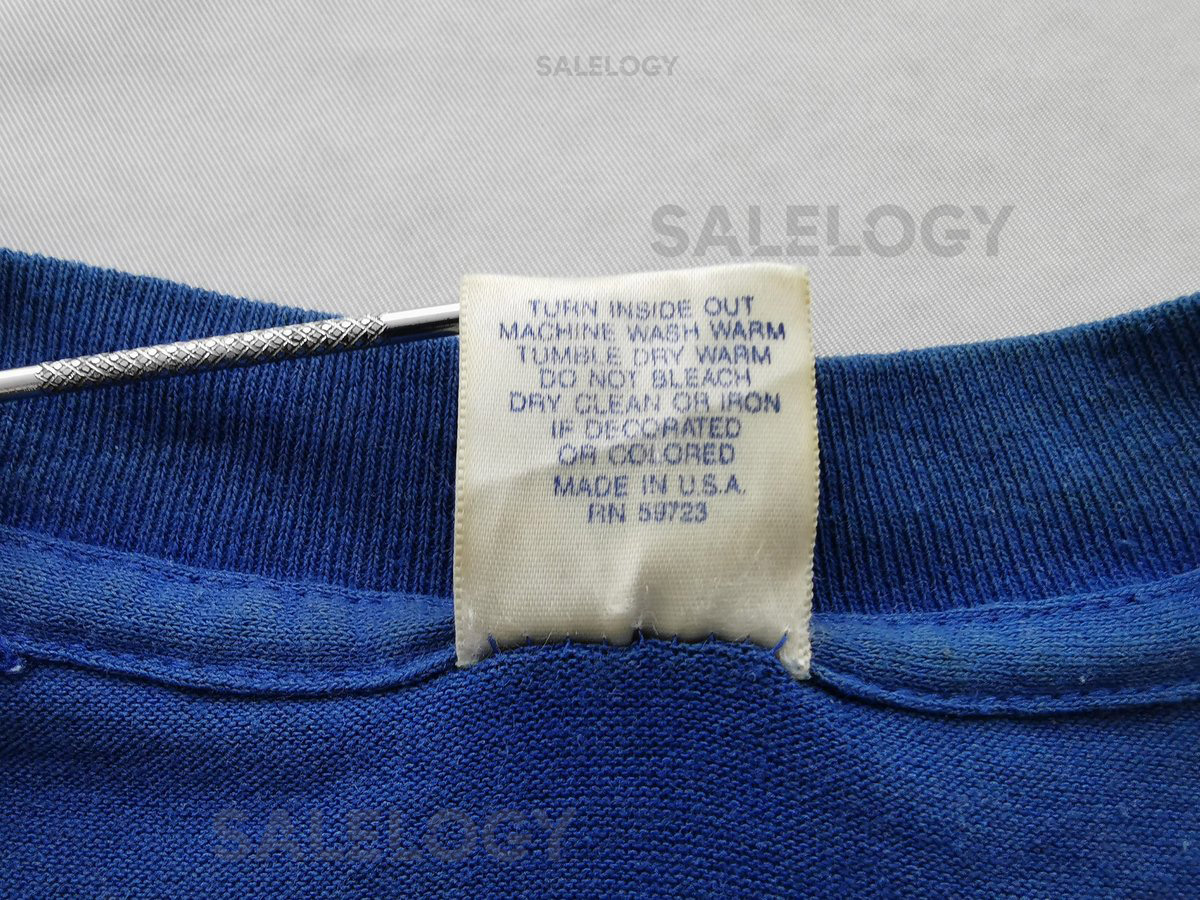 SALELOGY
SALELOGY
TURN INSIDE OUT
MACHINE WASH WARM
TUMBLE DRY WARM
DO NOT BLEACH
DRY CLEAN OR IRON
IF DECORATED
OR COLORED
MADE IN U.S.A.
RN 59723
SALELOGY